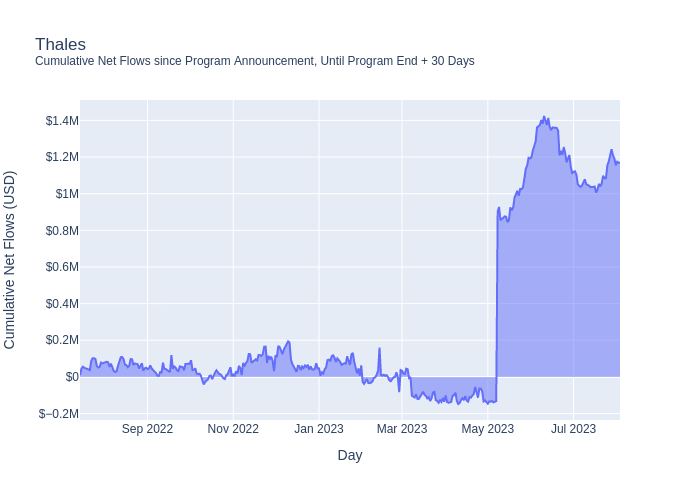 Thales
Cumulative Net Flows since Program Announcement, Until Program End + 30 Days
Cumulative Net Flows (USD)
$1.4M
$1.2M
$1M
$0.8M
$0.6M
$0.4M
$0.2M
$0
$−0.2M
Sep 2022
Nov 2022
Jan 2023
Mar 2023
May 2023
Jul 2023
Day